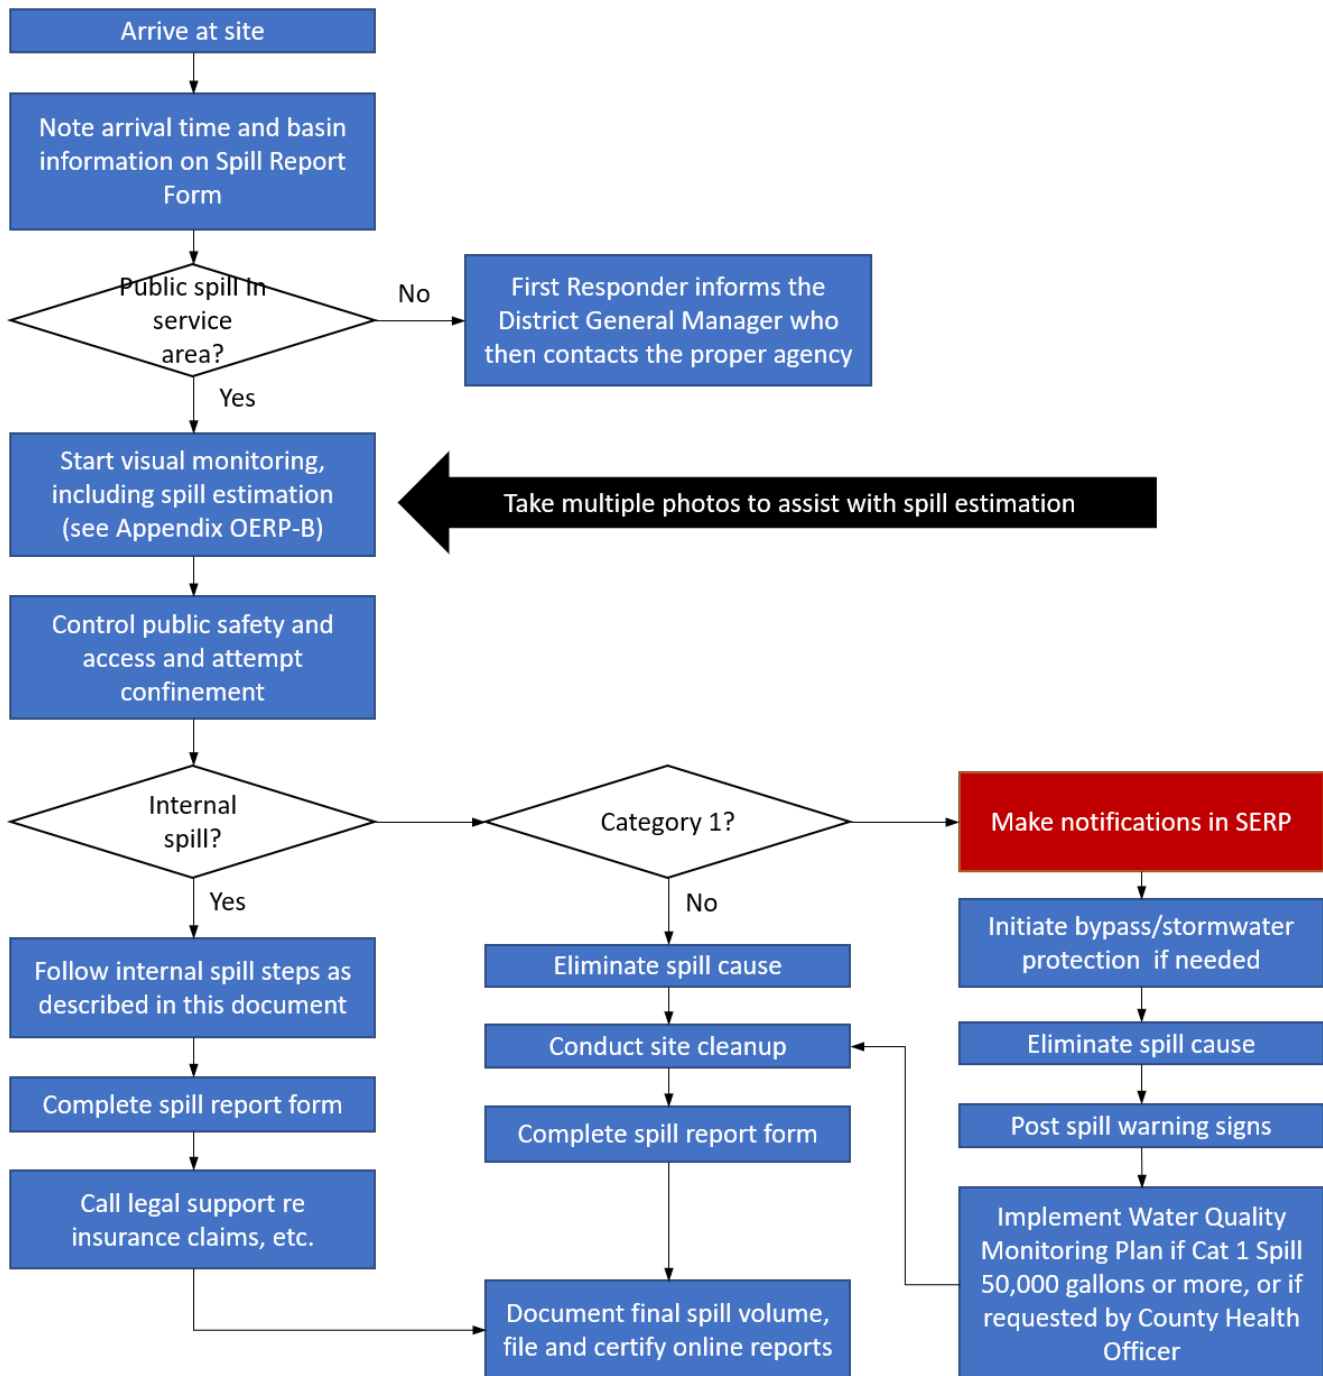 Arrive at site
Note arrival time and basin
information on Spill Report
Form
Public spill in
service
area?
No
First Responder informs the
District General Manager who
then contacts the proper agency
Yes
Start visual monitoring,
including spill estimation
(see Appendix OERP-B)
Take multiple photos to assist with spill estimation
Control public safety and
access and attempt
confinement
Internal
spill?
Category 1?
Make notifications in SERP
Yes
No
Follow internal spill steps as
described in this document
Complete spill report form
Call legal support re
insurance claims, etc.
Eliminate spill cause
Conduct site cleanup
Complete spill report form
Document final spill volume,
file and certify online reports
Initiate bypass/stormwater
protection if needed
Eliminate spill cause
Post spill warning signs
Implement Water Quality
Monitoring Plan if Cat 1 Spill
50,000 gallons or more, or if
requested by County Health
Officer